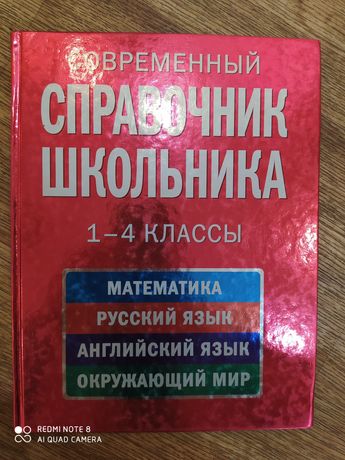 СОВРЕМЕННЫЙ
СПРАВОЧНИК
ШКОЛЬНИКА
1–4 КЛАССЫ
МАТЕМАТИКА
РУССКИЙ ЯЗЫК
АНГЛИЙСКИЙ ЯЗЫК
ОКРУЖАЮЩИЙ МИР
REDMI NOTE 8
AI QUAD CAMERA